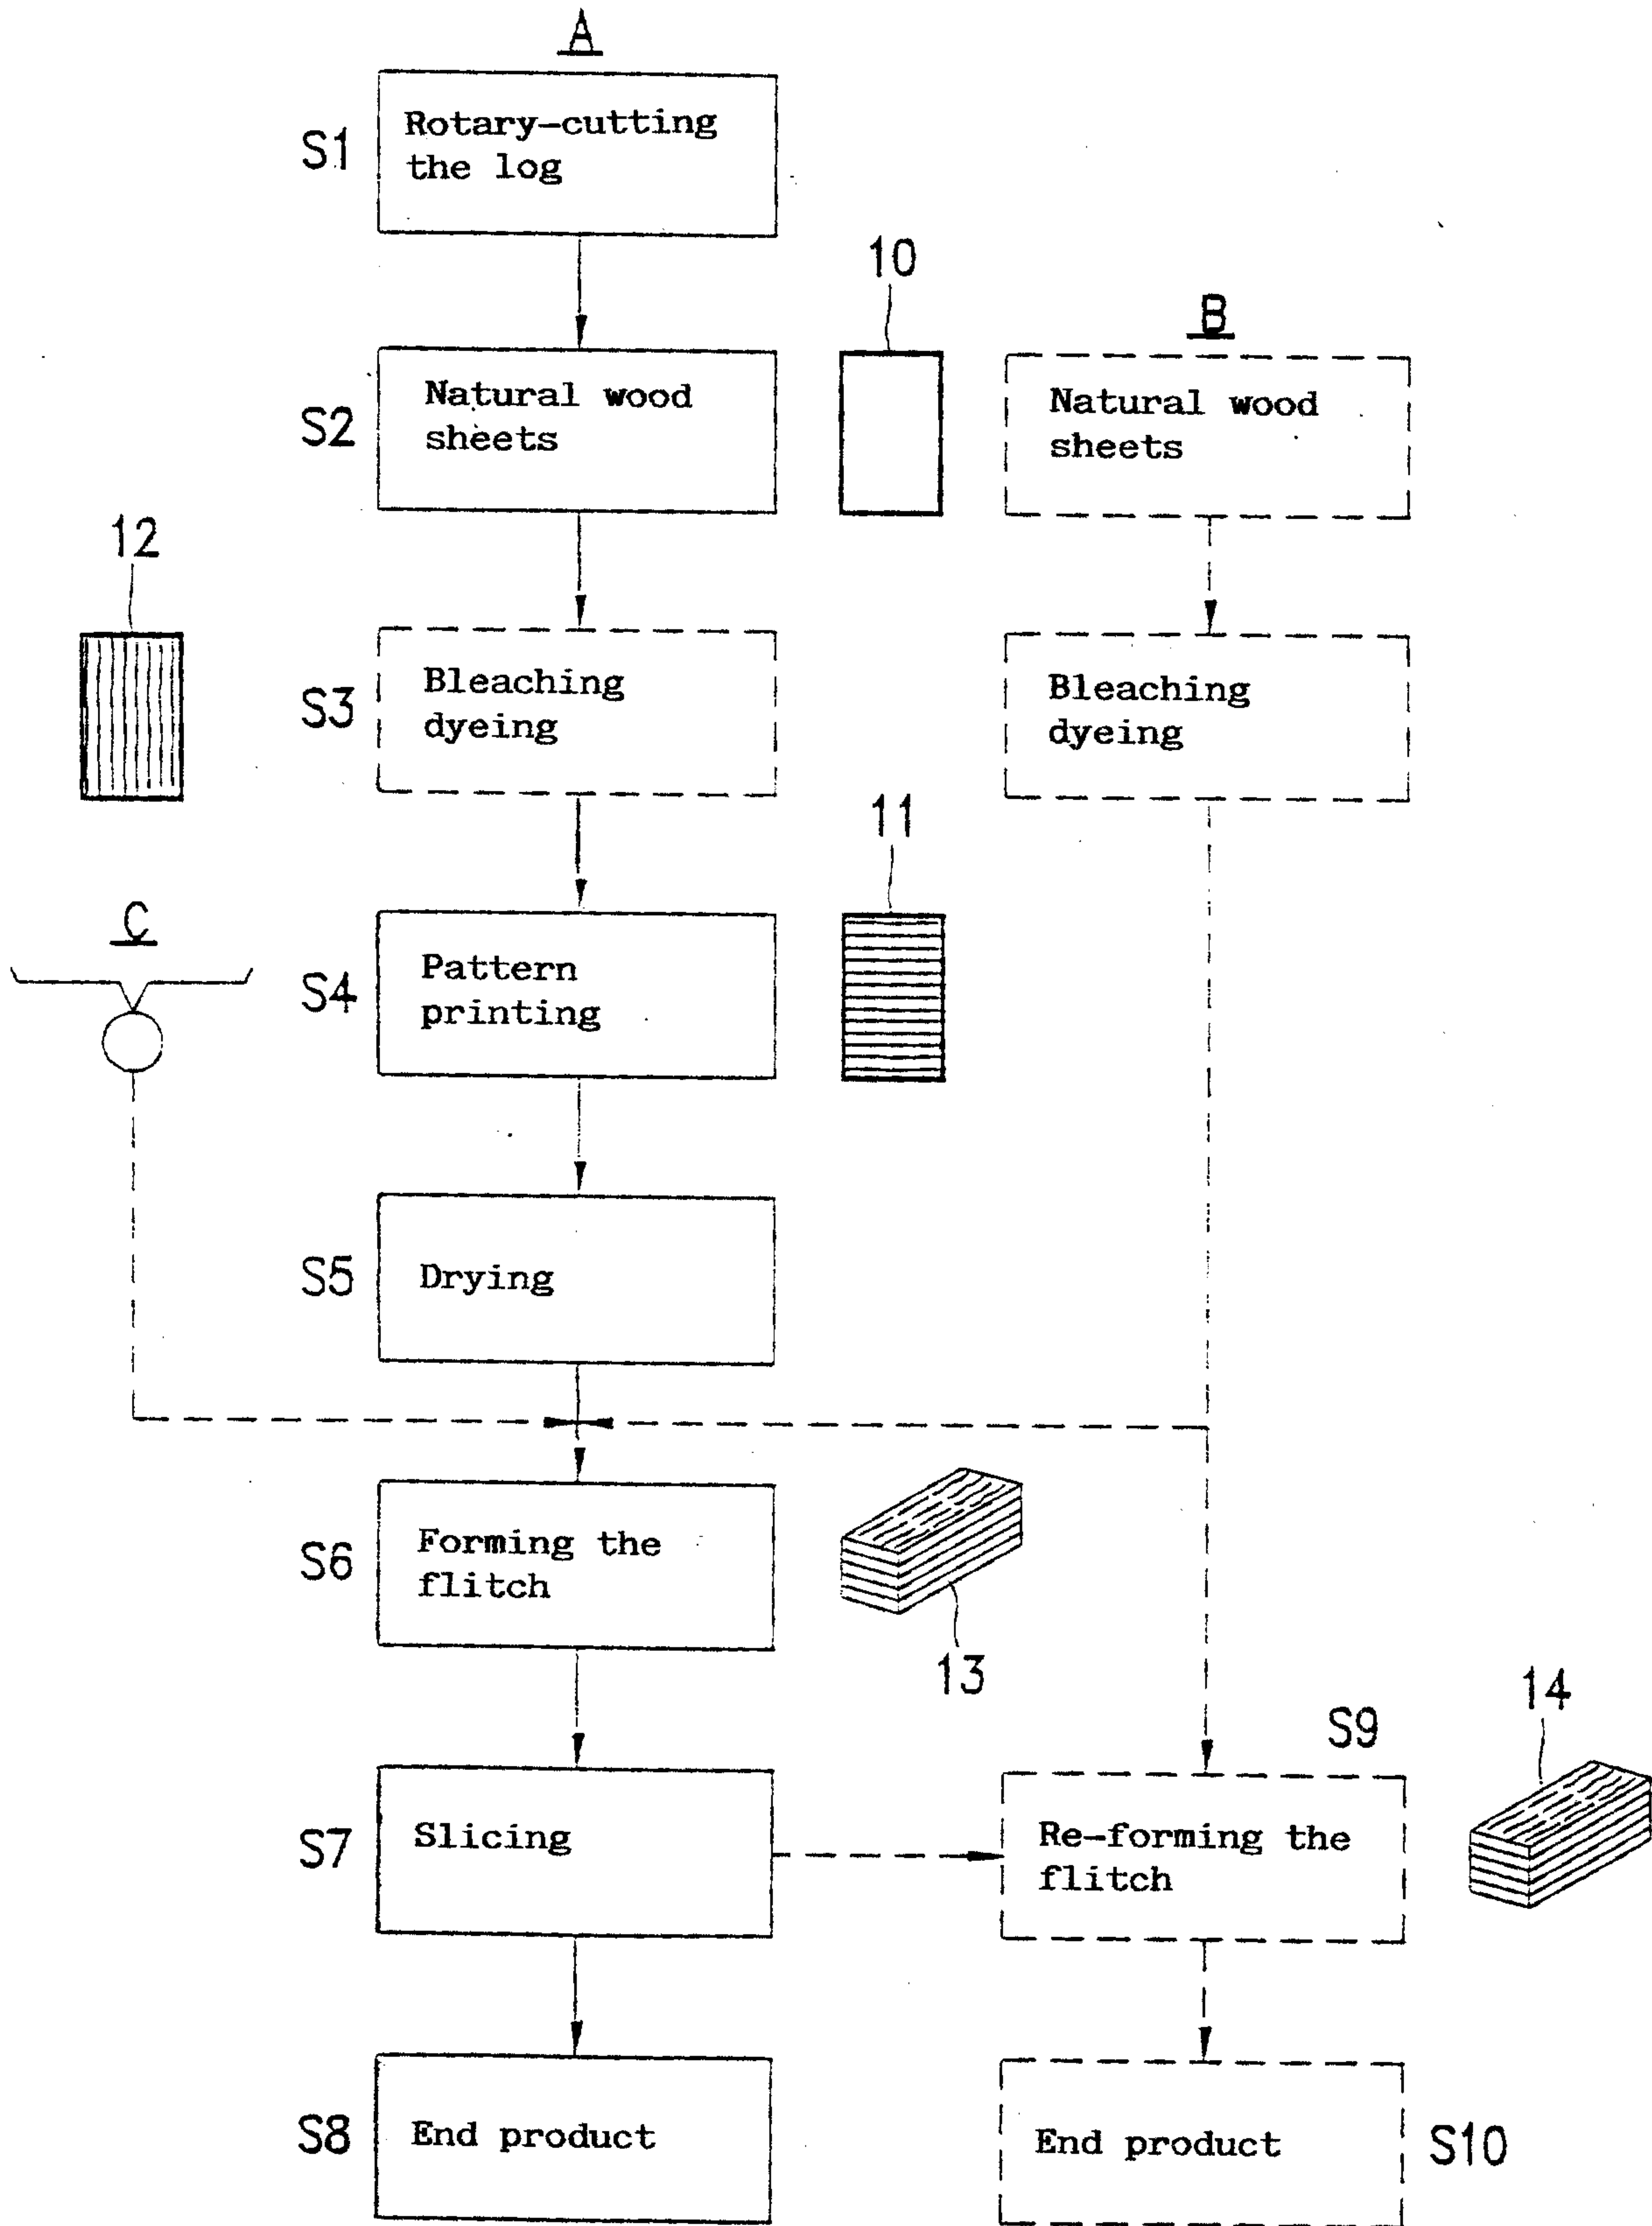 A
S1
Rotary-cutting
the log
10
B
S2
Natural wood
sheets
Natural wood
sheets
12
S3
Bleaching
dyeing
Bleaching
dyeing
11
C
S4
Pattern
printing
S5
Drying
S6
Forming the
flitch
13
14
S9
S7
Slicing
Re-forming the
flitch
S8
End product
End product
S10